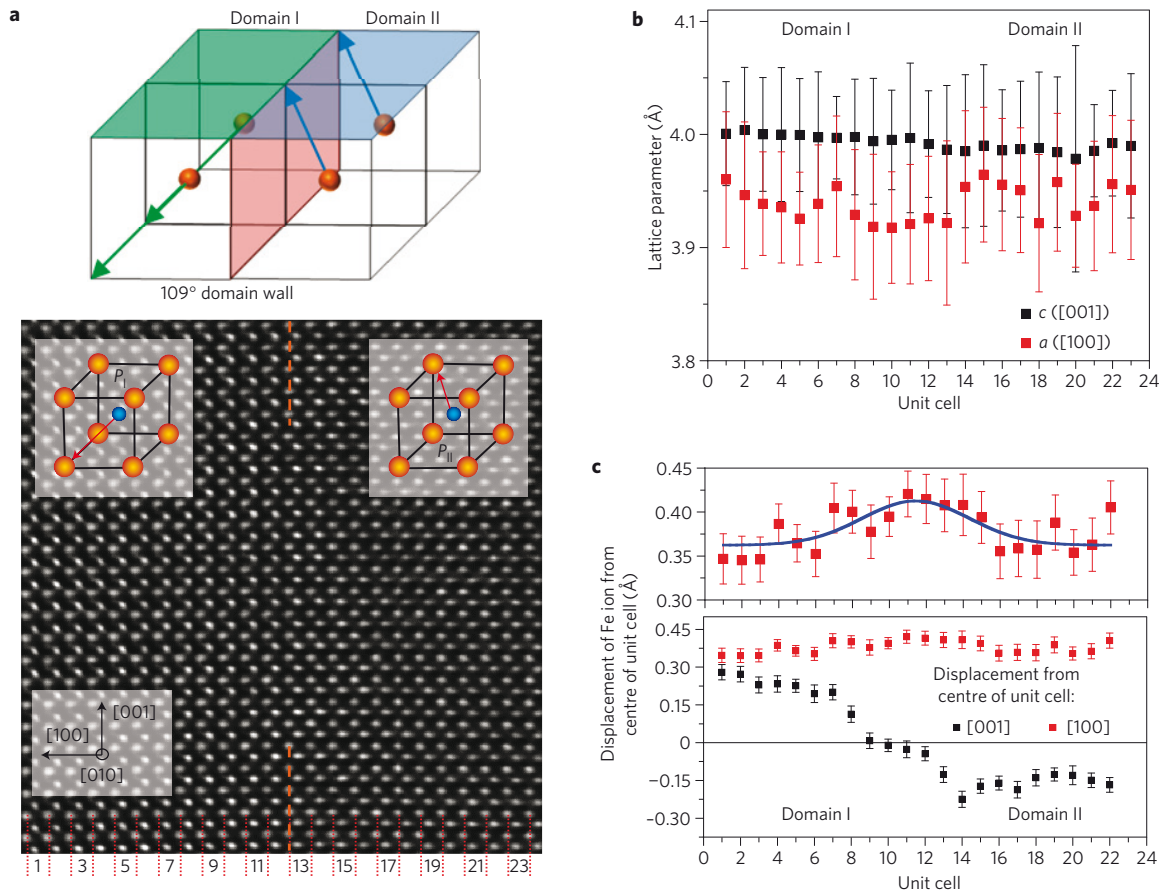 a
Domain I
Domain II
109° domain wall
P_I
P_II
[001]
[100]
[010]
1 3 5 7 9 11 13 15 17 19 21 23
b
4.1
4.0
3.9
3.8
Lattice parameter (Å)
Domain I
Domain II
c ([001])
a ([100])
0 2 4 6 8 10 12 14 16 18 20 22 24
Unit cell
c
0.45
0.40
0.35
0.30
0.45
0.30
0.15
0
−0.15
−0.30
Displacement of Fe ion from
centre of unit cell (Å)
Displacement from
centre of unit cell:
[001]
[100]
Domain I
Domain II
0 2 4 6 8 10 12 14 16 18 20 22 24
Unit cell